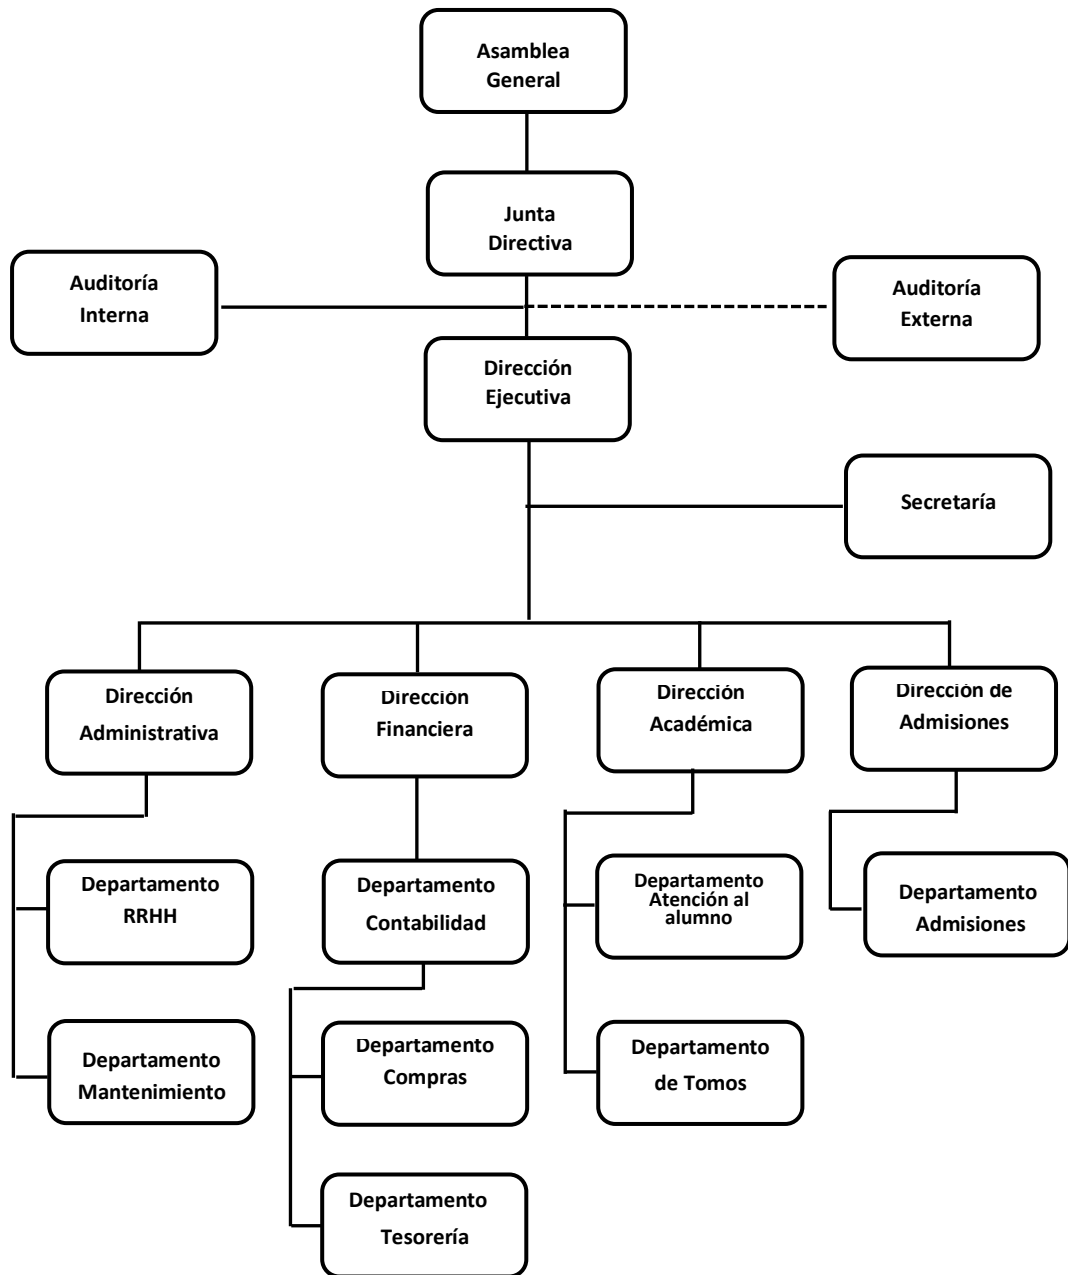 Asamblea
General
Junta
Directiva
Auditoría
Interna
Auditoría
Externa
Dirección
Ejecutiva
Secretaría
Dirección
Administrativa
Dirección
Financiera
Dirección
Académica
Dirección de
Admisiones
Departamento
RRHH
Departamento
Contabilidad
Departamento
Atención al
alumno
Departamento
Admisiones
Departamento
Mantenimiento
Departamento
Compras
Departamento
de Tomos
Departamento
Tesorería